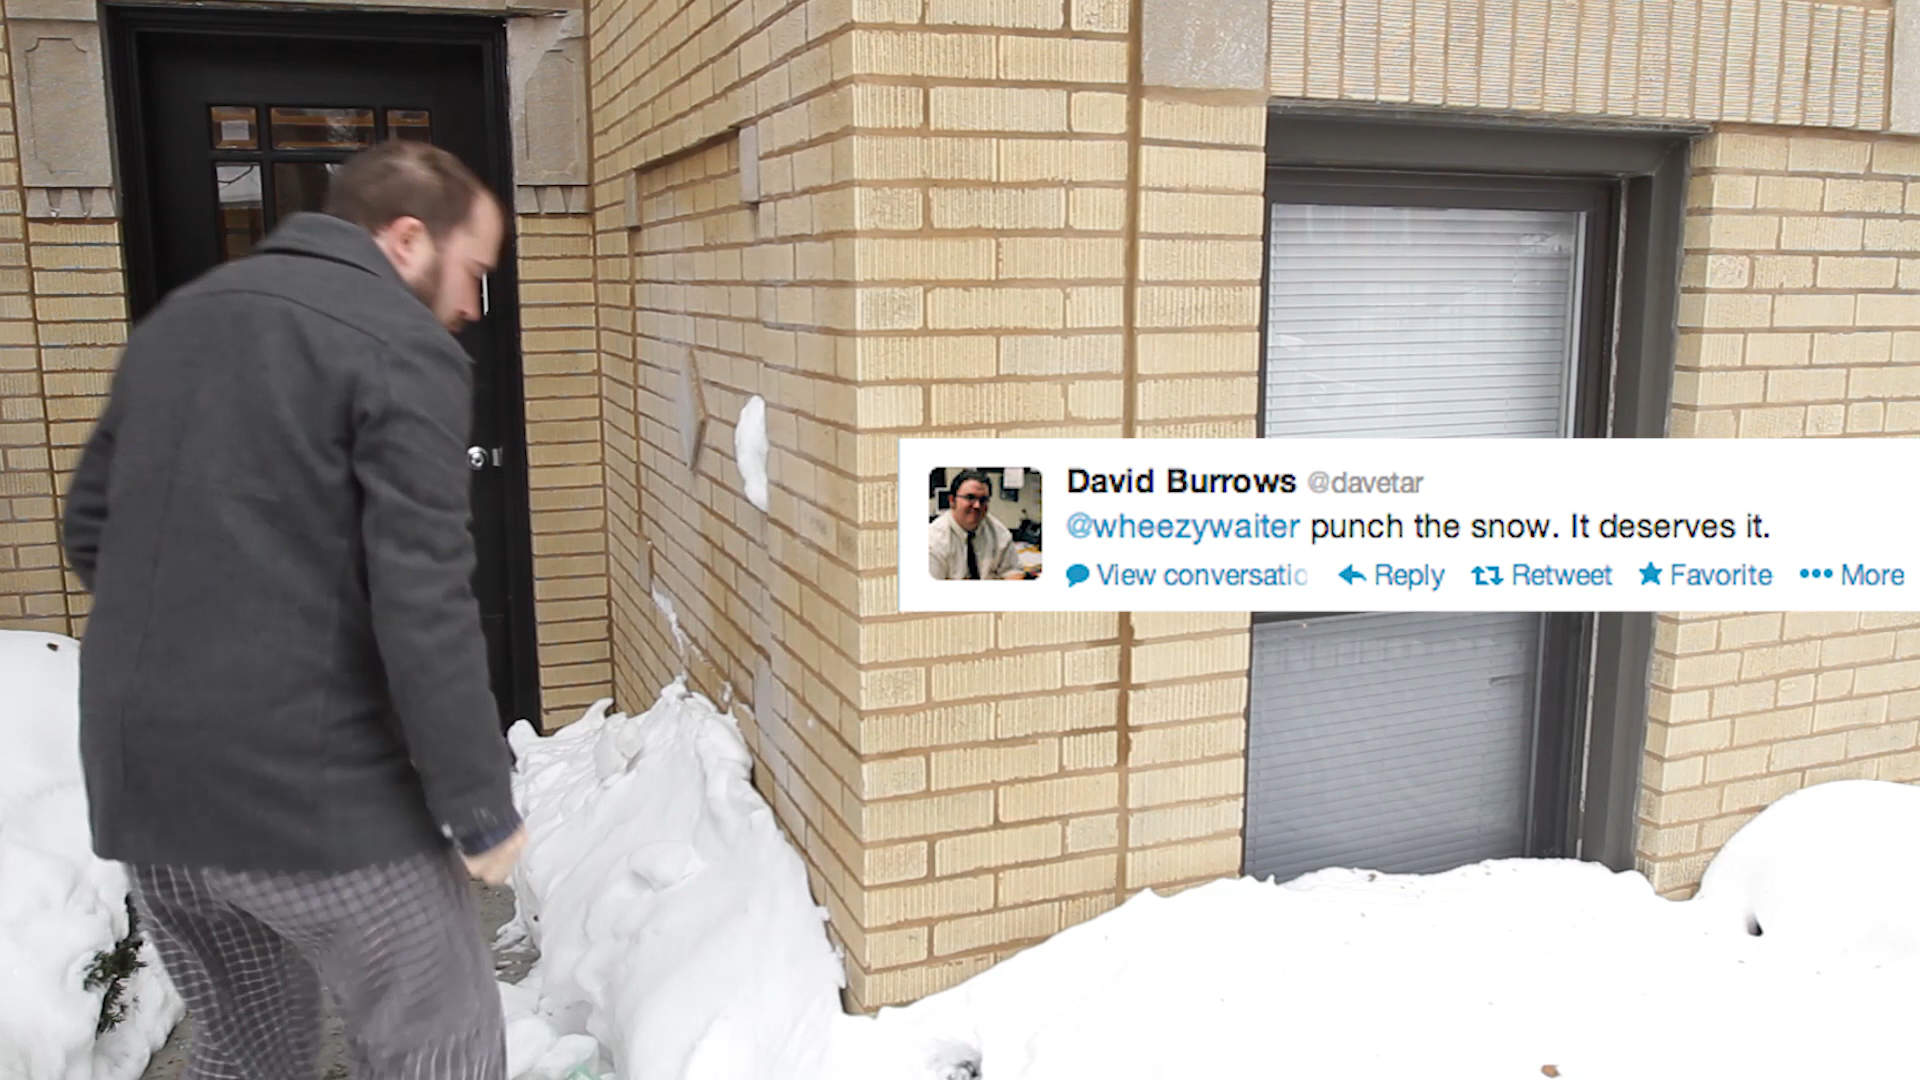 David Burrows @davetar
@wheezywaiter punch the snow. It deserves it.
View conversatio Reply Retweet Favorite More